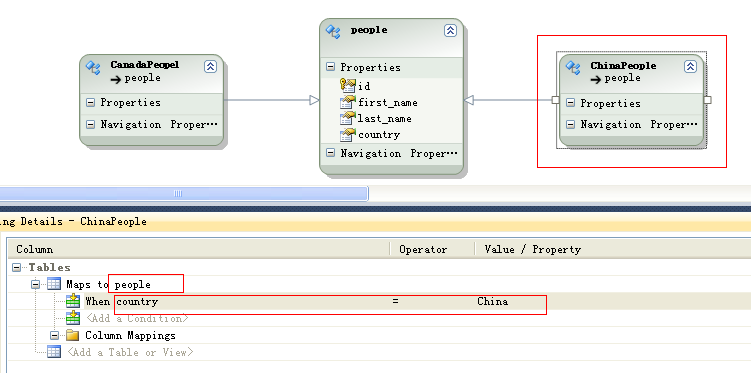 CanadaPeopel
people
Properties
Navigation Proper···
people
Properties
id
first_name
last_name
country
Navigation Proper···
ChinaPeople
people
Properties
Navigation Proper···
ing Details - ChinaPeople
Column Operator Value / Property
Tables
Maps to people
When country = China
<Add a Condition>
Column Mappings
<Add a Table or View>